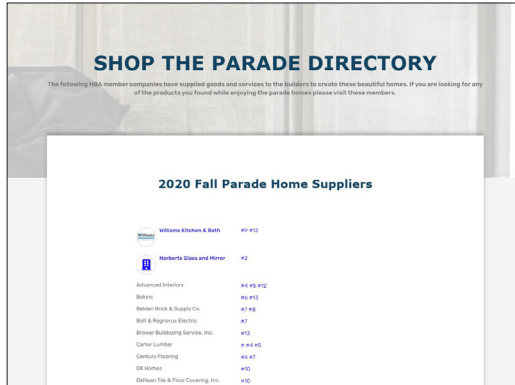 SHOP THE PARADE DIRECTORY
The following HBA member companies have supplied goods and services to the builders to create these beautiful homes. If you are looking for any
of the products you found while enjoying the parade homes please visit these members.
2020 Fall Parade Home Suppliers
Williams
Williams Kitchen & Bath #9 #12
Norberts Glass and Mirror #2
Advanced Interiors #4 #5 #12
Bekins #6 #13
Belden Brick & Supply Co. #7 #8
Bolt & Ragnerus Electric #7
Brower Bulldozing Service, Inc. #13
Carter Lumber # #4 #5
Century Flooring #6 #7
DK Homes #10
DeHaan Tile & Floor Covering, Inc. #10